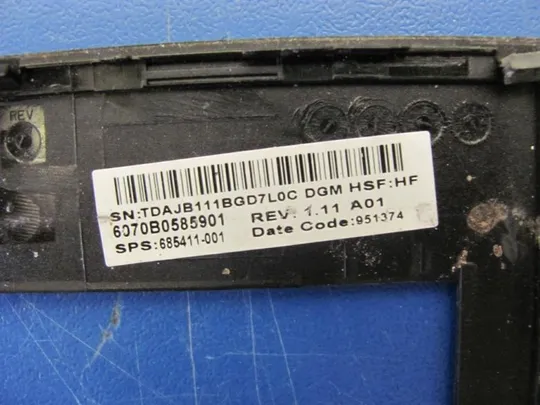 REV
SN:TDAJB111BGD7L0C DGM HSF:HF
6070B0585901 REV: 1.11 A01
SPS:685411-001 Date Code:951374